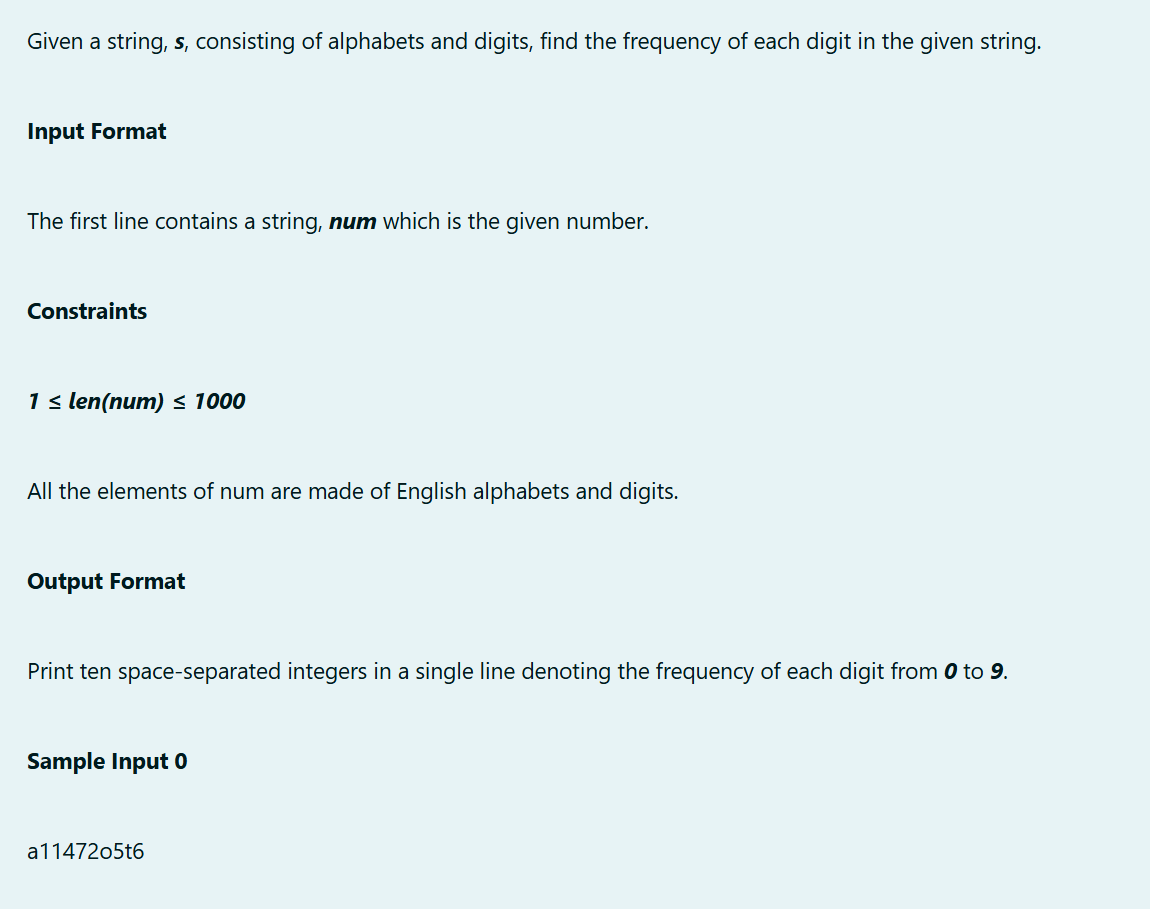 Given a string, s, consisting of alphabets and digits, find the frequency of each digit in the given string.
Input Format
The first line contains a string, num which is the given number.
Constraints
1 ≤ len(num) ≤ 1000
All the elements of num are made of English alphabets and digits.
Output Format
Print ten space-separated integers in a single line denoting the frequency of each digit from 0 to 9.
Sample Input 0
a11472o5t6